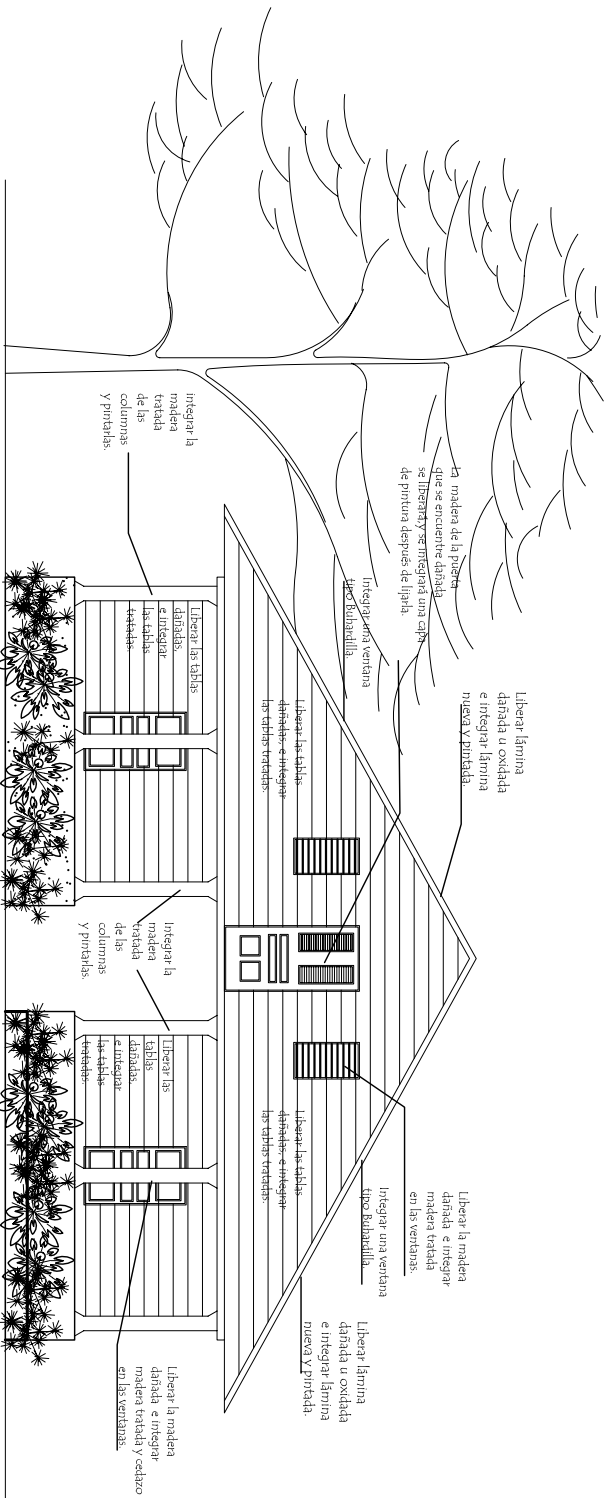 integrar la
madera
tratada
de las
columnas
y pintarlas.
La madera de la puerta
que se encuentre dañada
se liberará y se integrará una capa
de pintura después de lijarla.
Integrar una ventana
tipo Buhardilla.
Liberar las tablas
dañadas,
e integrar
las tablas
tratadas.
Liberar las tablas
dañadas, e integrar
las tablas tratadas.
Liberar lámina
dañada u oxidada
e integrar lámina
nueva y pintada.
Integrar la
madera
tratada
de las
columnas
y pintarlas.
Liberar las
tablas
dañadas,
e integrar
las tablas
tratadas.
Liberar las tablas
dañadas, e integrar
las tablas tratadas.
Liberar la madera
dañada e integrar
madera tratada
en las ventanas.
Integrar una ventana
tipo Buhardilla.
Liberar lámina
dañada u oxidada
e integrar lámina
nueva y pintada.
Liberar la madera
dañada e integrar
madera tratada y cedazo
en las ventanas.